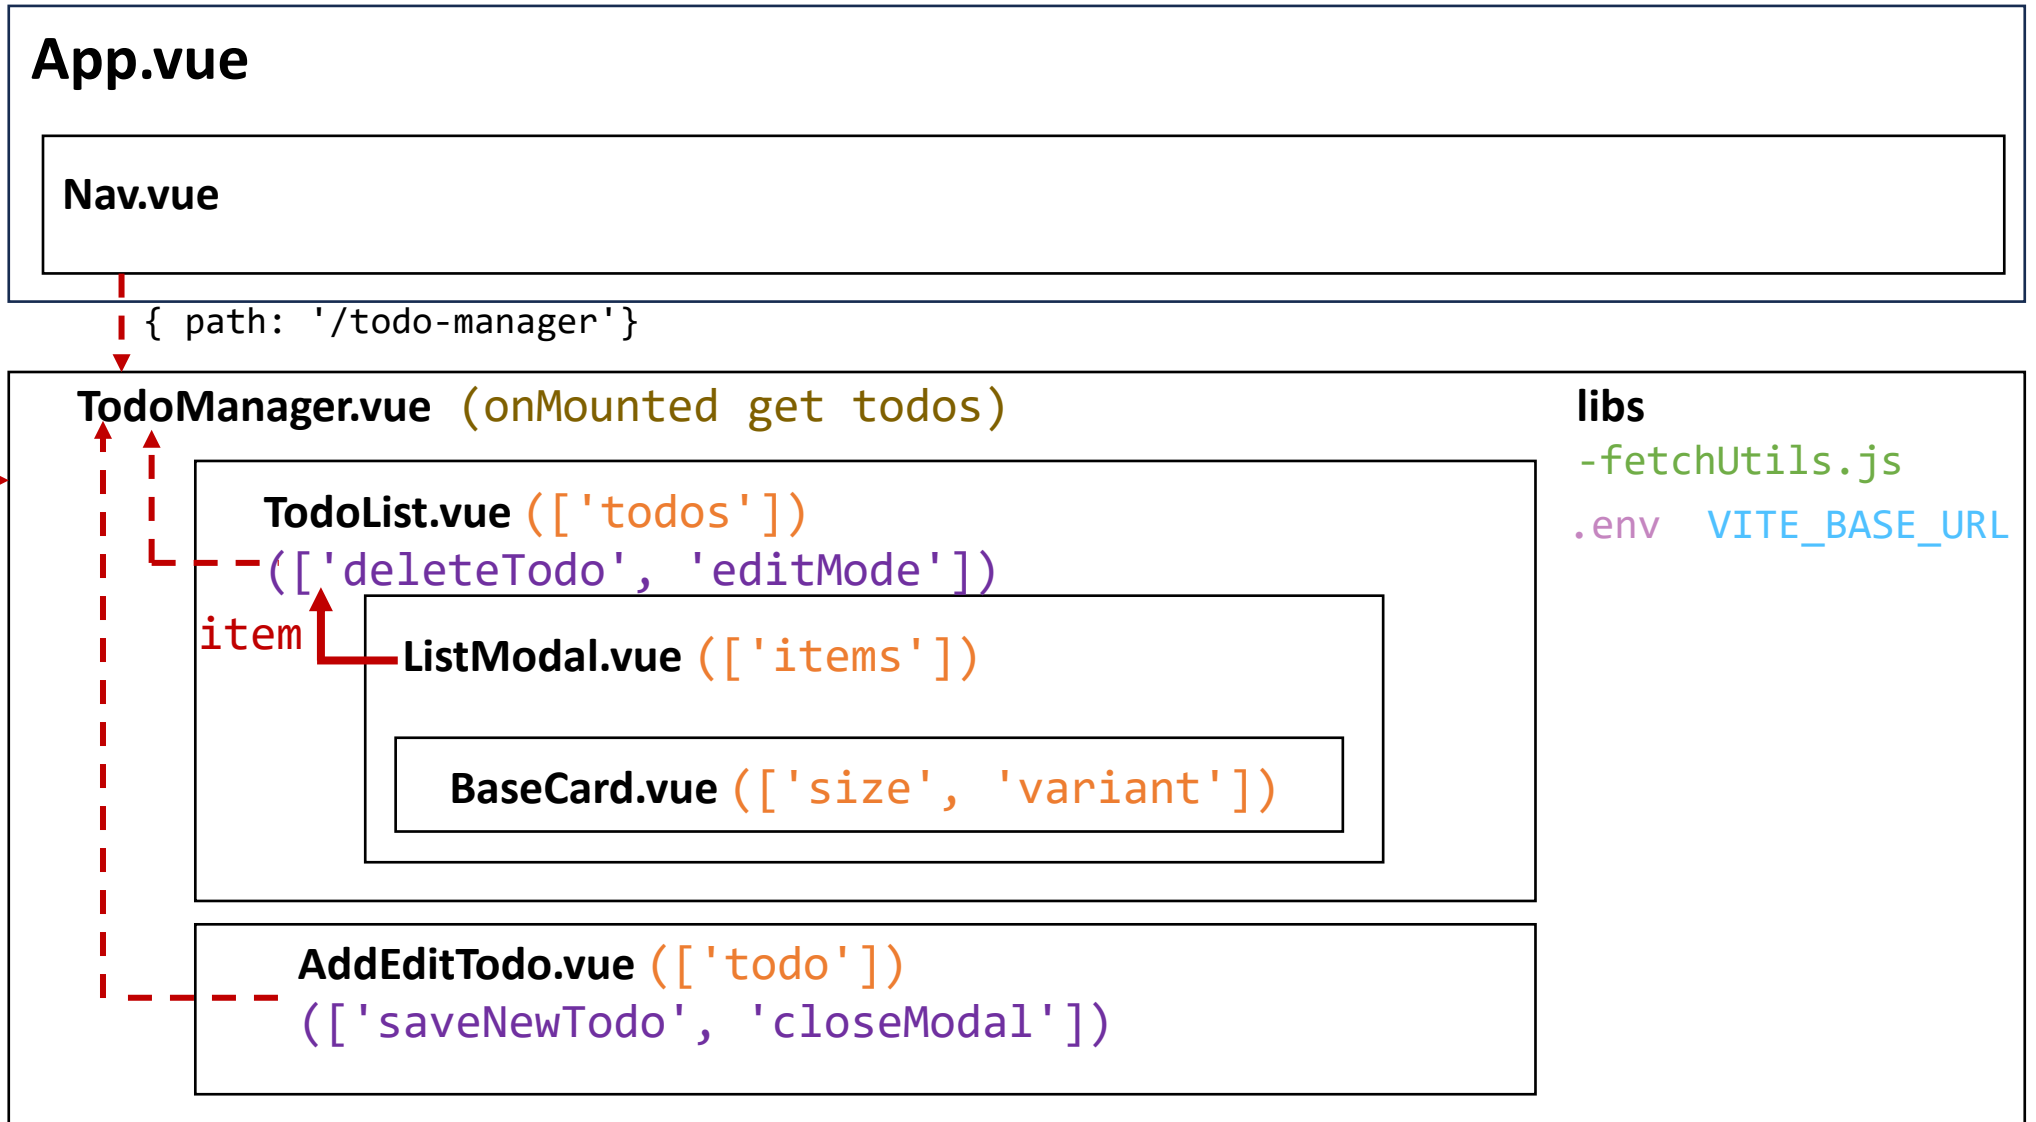 App.vue
Nav.vue
{ path: '/todo-manager'}
TodoManager.vue (onMounted get todos)
libs
-fetchUtils.js
.env VITE_BASE_URL
TodoList.vue (['todos'])
(['deleteTodo', 'editMode'])
item
ListModal.vue (['items'])
BaseCard.vue (['size', 'variant'])
AddEditTodo.vue (['todo'])
(['saveNewTodo', 'closeModal'])